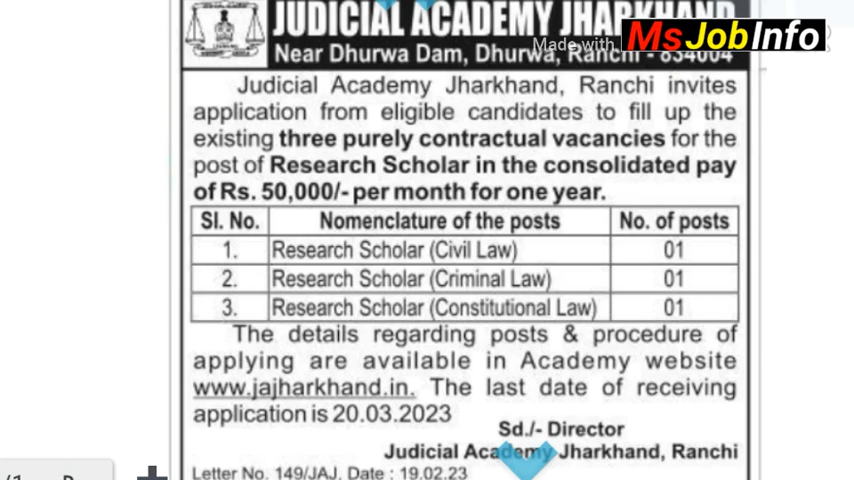 JUDICIAL ACADEMY JHARKHAND
Made with
MsJobInfo
Near Dhurwa Dam, Dhurwa, Ranchi - 834004
Judicial Academy Jharkhand, Ranchi invites
application from eligible candidates to fill up the
existing three purely contractual vacancies for the
post of Research Scholar in the consolidated pay
of Rs. 50,000/- per month for one year.
Sl. No. Nomenclature of the posts No. of posts
1. Research Scholar (Civil Law) 01
2. Research Scholar (Criminal Law) 01
3. Research Scholar (Constitutional Law) 01
The details regarding posts & procedure of
applying are available in Academy website
www.jajharkhand.in. The last date of receiving
application is 20.03.2023
Sd./- Director
Judicial Academy Jharkhand, Ranchi
Letter No. 149/JAJ, Date : 19.02.23